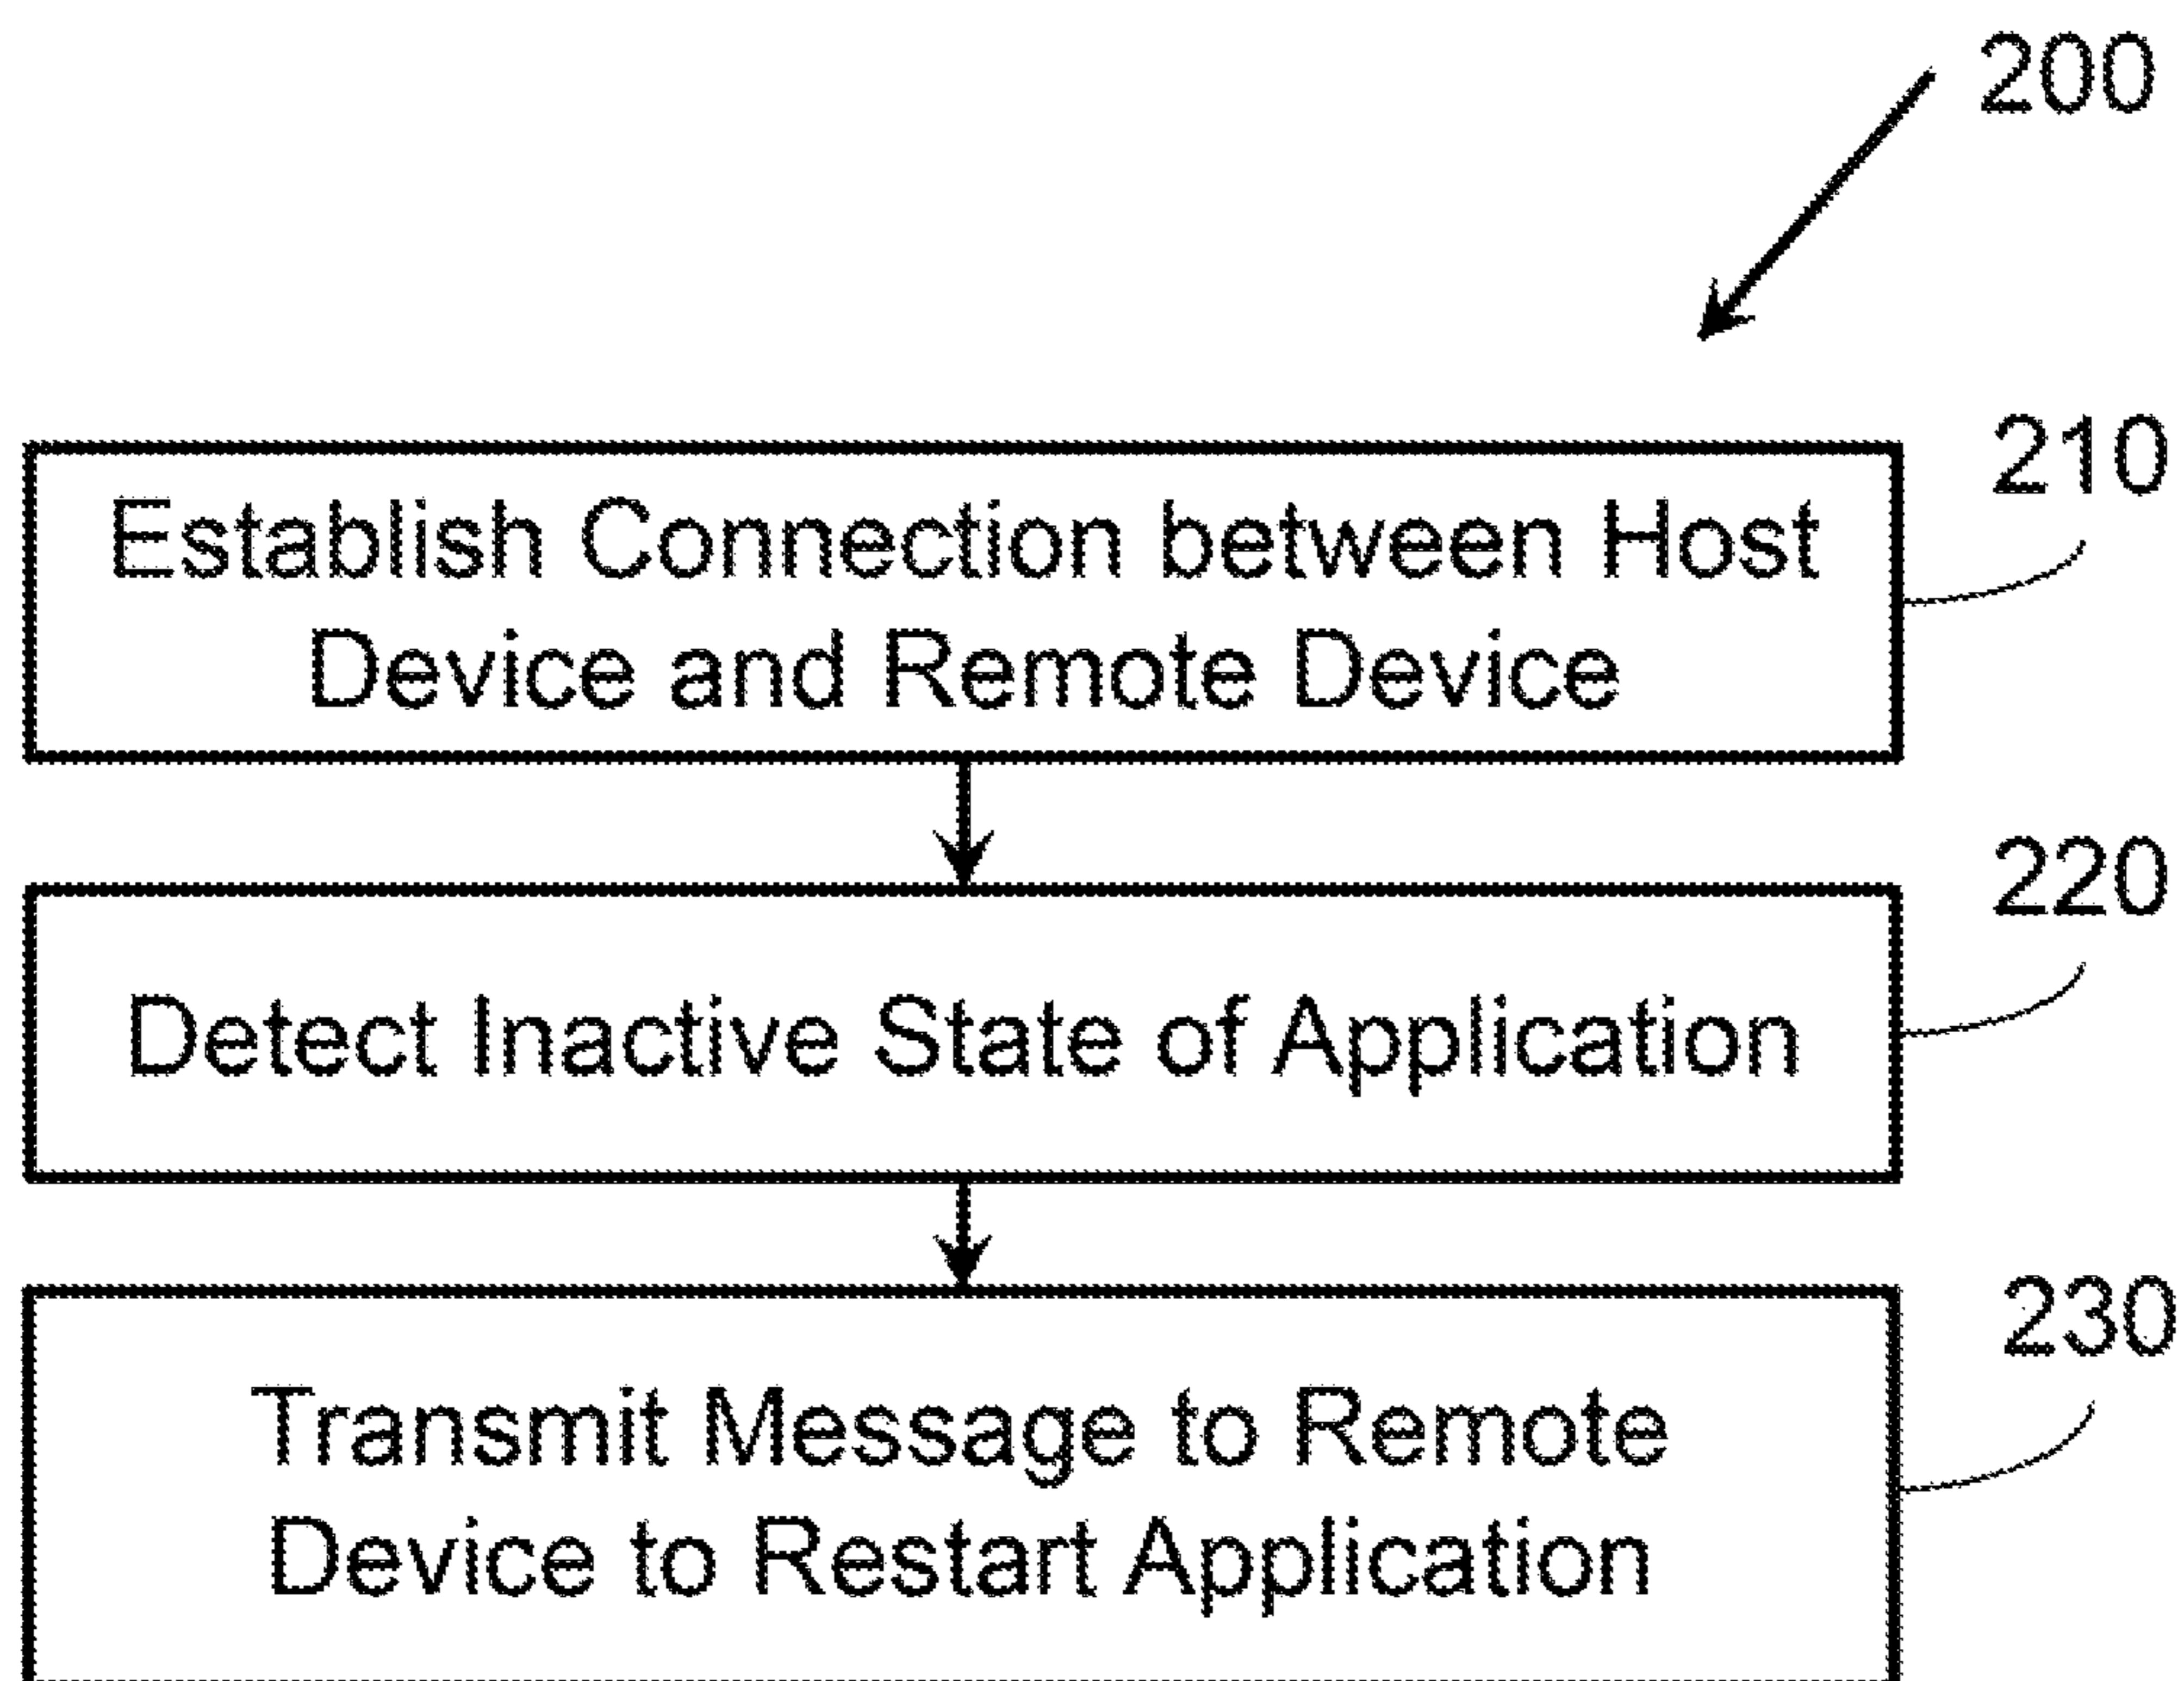 200
210
Establish Connection between Host
Device and Remote Device
220
Detect Inactive State of Application
230
Transmit Message to Remote
Device to Restart Application